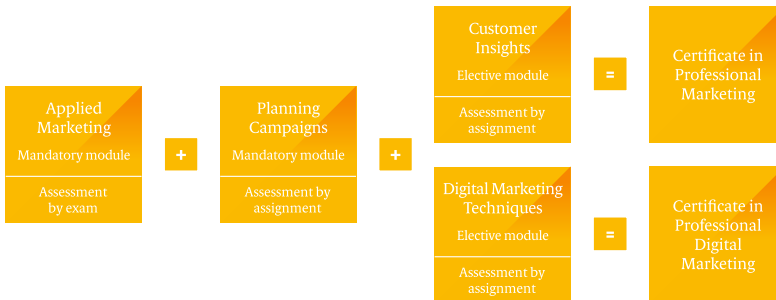 Applied
Marketing
Mandatory module
Assessment
by exam
+
Planning
Campaigns
Mandatory module
Assessment by
assignment
+
Customer
Insights
Elective module
Assessment by
assignment
=
Certificate in
Professional
Marketing
Digital Marketing
Techniques
Elective module
Assessment by
assignment
=
Certificate in
Professional
Digital
Marketing